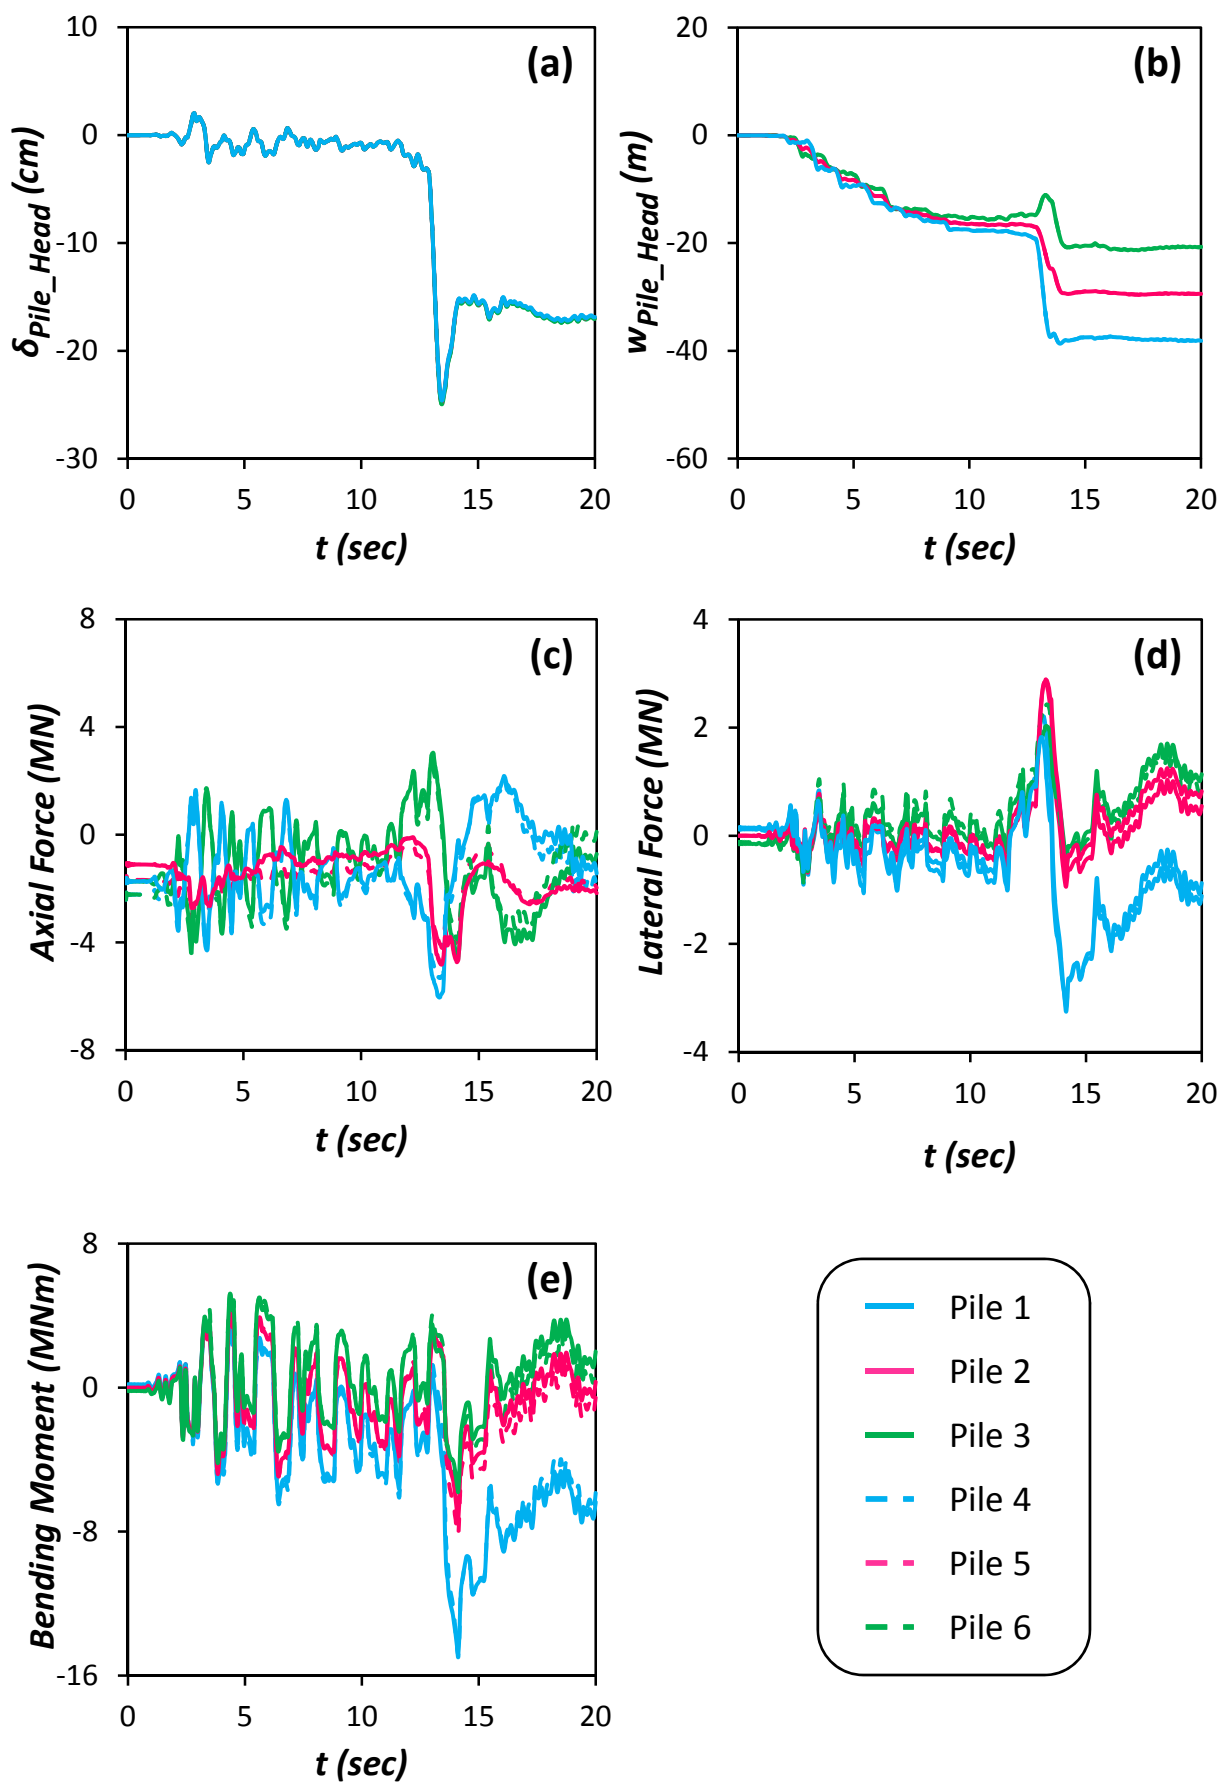 (a)
δPile_Head (cm)
10
0
-10
-20
-30
0 5 10 15 20
t (sec)
(b)
wPile_Head (m)
20
0
-20
-40
-60
0 5 10 15 20
t (sec)
(c)
Axial Force (MN)
8
4
0
-4
-8
0 5 10 15 20
t (sec)
(d)
Lateral Force (MN)
4
2
0
-2
-4
0 5 10 15 20
t (sec)
(e)
Bending Moment (MNm)
8
0
-8
-16
0 5 10 15 20
t (sec)
Pile 1
Pile 2
Pile 3
Pile 4
Pile 5
Pile 6